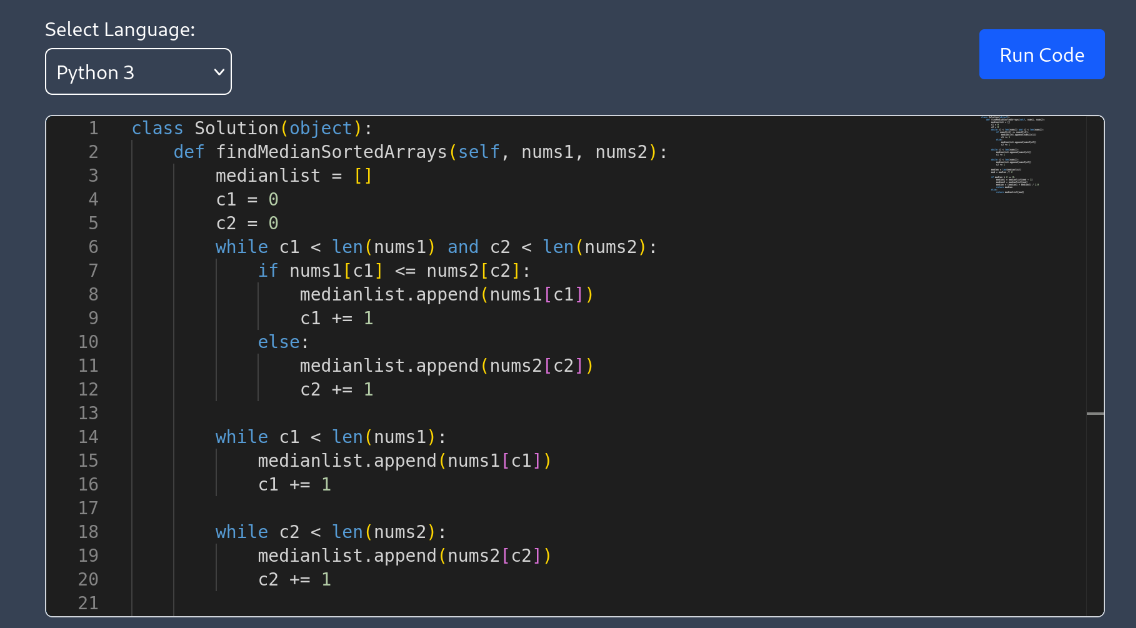 Select Language:
Python 3
Run Code
1 class Solution(object):
2     def findMedianSortedArrays(self, nums1, nums2):
3         medianlist = []
4         c1 = 0
5         c2 = 0
6         while c1 < len(nums1) and c2 < len(nums2):
7             if nums1[c1] <= nums2[c2]:
8                 medianlist.append(nums1[c1])
9                 c1 += 1
10             else:
11                 medianlist.append(nums2[c2])
12                 c2 += 1
13
14         while c1 < len(nums1):
15             medianlist.append(nums1[c1])
16             c1 += 1
17
18         while c2 < len(nums2):
19             medianlist.append(nums2[c2])
20             c2 += 1
21